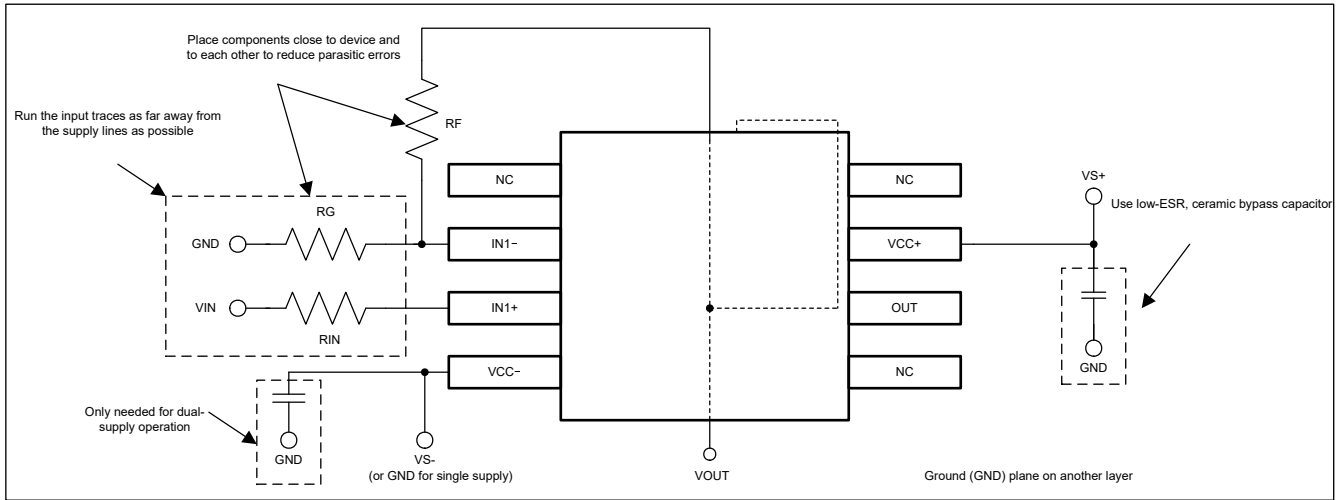 Place components close to device and
to each other to reduce parasitic errors
Run the input traces as far away from
the supply lines as possible
RF
NC
NC
VS+
Use low-ESR, ceramic bypass capacitor
RG
GND
IN1−
VCC+
VIN
IN1+
OUT
RIN
GND
VCC−
NC
Only needed for dual-
supply operation
GND
VS-
(or GND for single supply)
VOUT
Ground (GND) plane on another layer